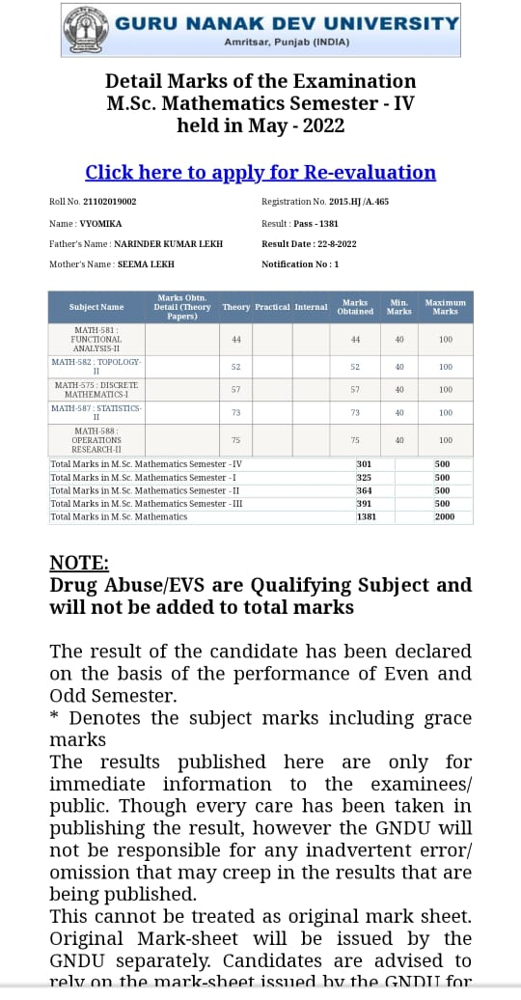 GURU NANAK DEV UNIVERSITY
Amritsar, Punjab (INDIA)
Detail Marks of the Examination
M.Sc. Mathematics Semester - IV
held in May - 2022
Click here to apply for Re-evaluation
Roll No. 21102019002 Registration No. 2015.HJ /A.465
Name : VYOMIKA Result : Pass - 1381
Father's Name : NARINDER KUMAR LEKH Result Date : 22-8-2022
Mother's Name : SEEMA LEKH Notification No : 1
Subject Name Marks Obtn. Detail (Theory Papers) Theory Practical Internal Marks Obtained Min. Marks Maximum Marks
MATH-581 : FUNCTIONAL ANALYSIS-II 44 44 40 100
MATH-582 : TOPOLOGY-II 52 52 40 100
MATH-575 : DISCRETE MATHEMATICS-I 57 57 40 100
MATH-587 : STATISTICS-II 73 73 40 100
MATH-588 : OPERATIONS RESEARCH-II 75 75 40 100
Total Marks in M.Sc. Mathematics Semester - IV 301 500
Total Marks in M.Sc. Mathematics Semester - I 325 500
Total Marks in M.Sc. Mathematics Semester - II 364 500
Total Marks in M.Sc. Mathematics Semester - III 391 500
Total Marks in M.Sc. Mathematics 1381 2000
NOTE:
Drug Abuse/EVS are Qualifying Subject and
will not be added to total marks
The result of the candidate has been declared
on the basis of the performance of Even and
Odd Semester.
* Denotes the subject marks including grace
marks
The results published here are only for
immediate information to the examinees/
public. Though every care has been taken in
publishing the result, however the GNDU will
not be responsible for any inadvertent error/
omission that may creep in the results that are
being published.
This cannot be treated as original mark sheet.
Original Mark-sheet will be issued by the
GNDU separately. Candidates are advised to
rely on the mark-sheet issued by the GNDU for